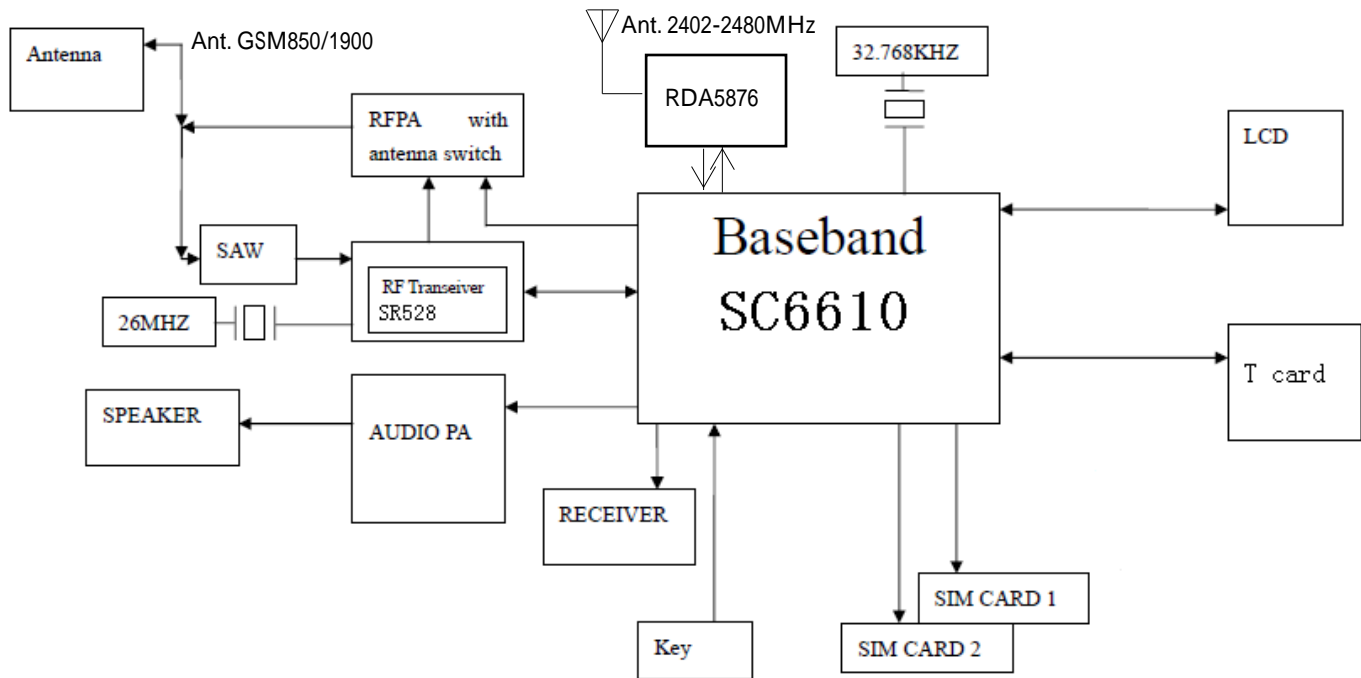 Antenna
Ant. GSM850/1900
Ant. 2402-2480MHz
32.768KHZ
RDA5876
RFPA with
antenna switch
LCD
Baseband
SC6610
SAW
RF Transeiver
SR528
26MHZ
T card
SPEAKER
AUDIO PA
RECEIVER
SIM CARD 1
Key
SIM CARD 2